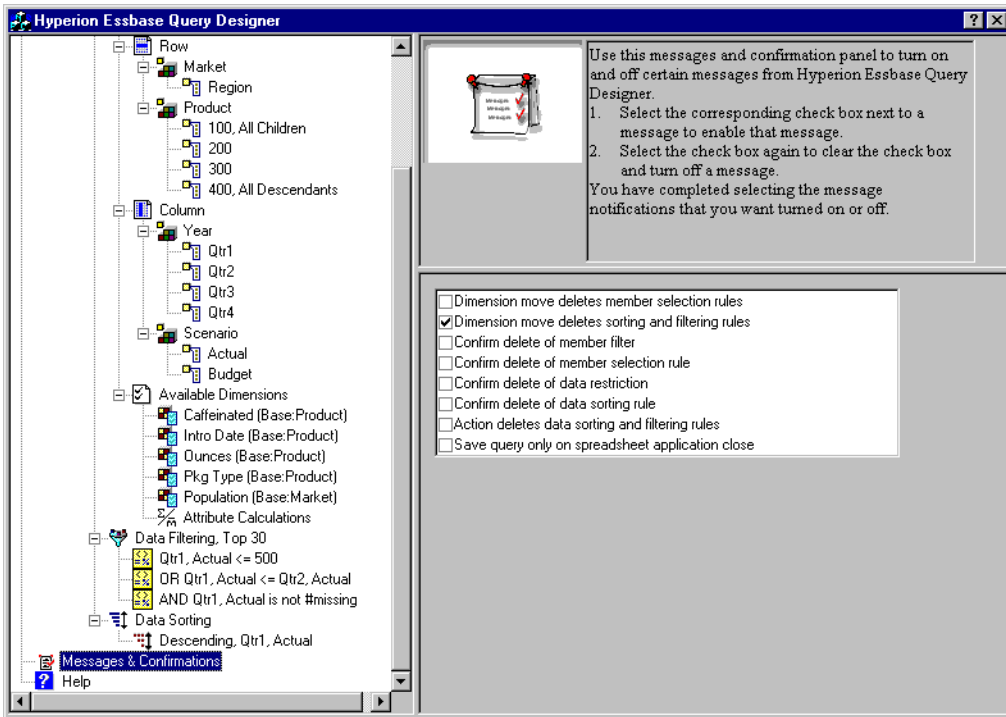 Hyperion Essbase Query Designer
Row
Market
Region
Product
100, All Children
200
300
400, All Descendants
Column
Year
Qtr1
Qtr2
Qtr3
Qtr4
Scenario
Actual
Budget
Available Dimensions
Caffeinated (Base:Product)
Intro Date (Base:Product)
Ounces (Base:Product)
Pkg Type (Base:Product)
Population (Base:Market)
Attribute Calculations
Data Filtering, Top 30
Qtr1, Actual <= 500
OR Qtr1, Actual <= Qtr2, Actual
AND Qtr1, Actual is not #missing
Data Sorting
Descending, Qtr1, Actual
Messages & Confirmations
Help
Messages
Messages
Messages
Use this messages and confirmation panel to turn on
and off certain messages from Hyperion Essbase Query
Designer.
1. Select the corresponding check box next to a
message to enable that message.
2. Select the check box again to clear the check box
and turn off a message.
You have completed selecting the message
notifications that you want turned on or off.
Dimension move deletes member selection rules
Dimension move deletes sorting and filtering rules
Confirm delete of member filter
Confirm delete of member selection rule
Confirm delete of data restriction
Confirm delete of data sorting rule
Action deletes data sorting and filtering rules
Save query only on spreadsheet application close